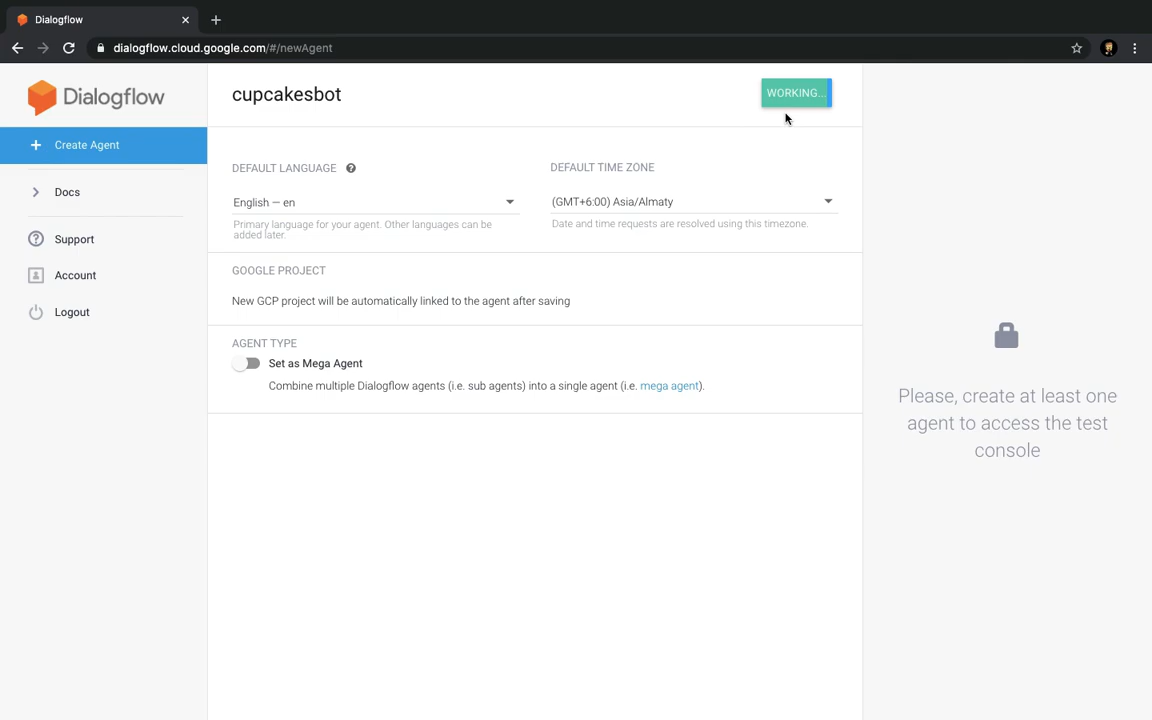 Dialogflow
dialogflow.cloud.google.com/#/newAgent
Dialogflow
cupcakesbot
WORKING...
Create Agent
Docs
Support
Account
Logout
DEFAULT LANGUAGE
DEFAULT TIME ZONE
English — en
(GMT+6:00) Asia/Almaty
Primary language for your agent. Other languages can be
added later.
Date and time requests are resolved using this timezone.
GOOGLE PROJECT
New GCP project will be automatically linked to the agent after saving
AGENT TYPE
Set as Mega Agent
Combine multiple Dialogflow agents (i.e. sub agents) into a single agent (i.e. mega agent).
Please, create at least one
agent to access the test
console